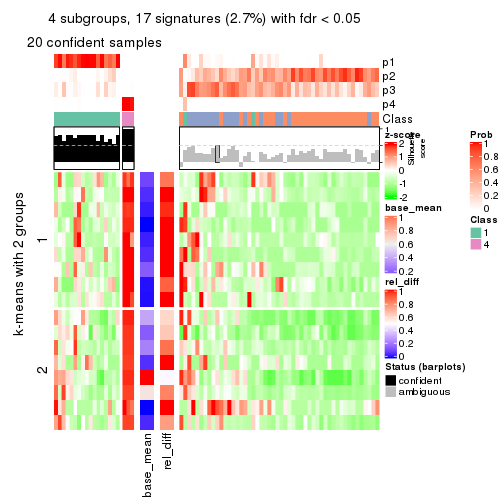 4 subgroups, 17 signatures (2.7%) with fdr < 0.05
20 confident samples
p1
p2
p3
p4
Class
1
Silhouette
score
k-means with 2 groups
1
2
base_mean
rel_diff
z-score
2
1
0
-1
-2
base_mean
1
0.8
0.6
0.4
0.2
rel_diff
1
0.8
0.6
0.4
0.2
0
Status (barplots)
confident
ambiguous
Prob
1
0.8
0.6
0.4
0.2
0
Class
1
4